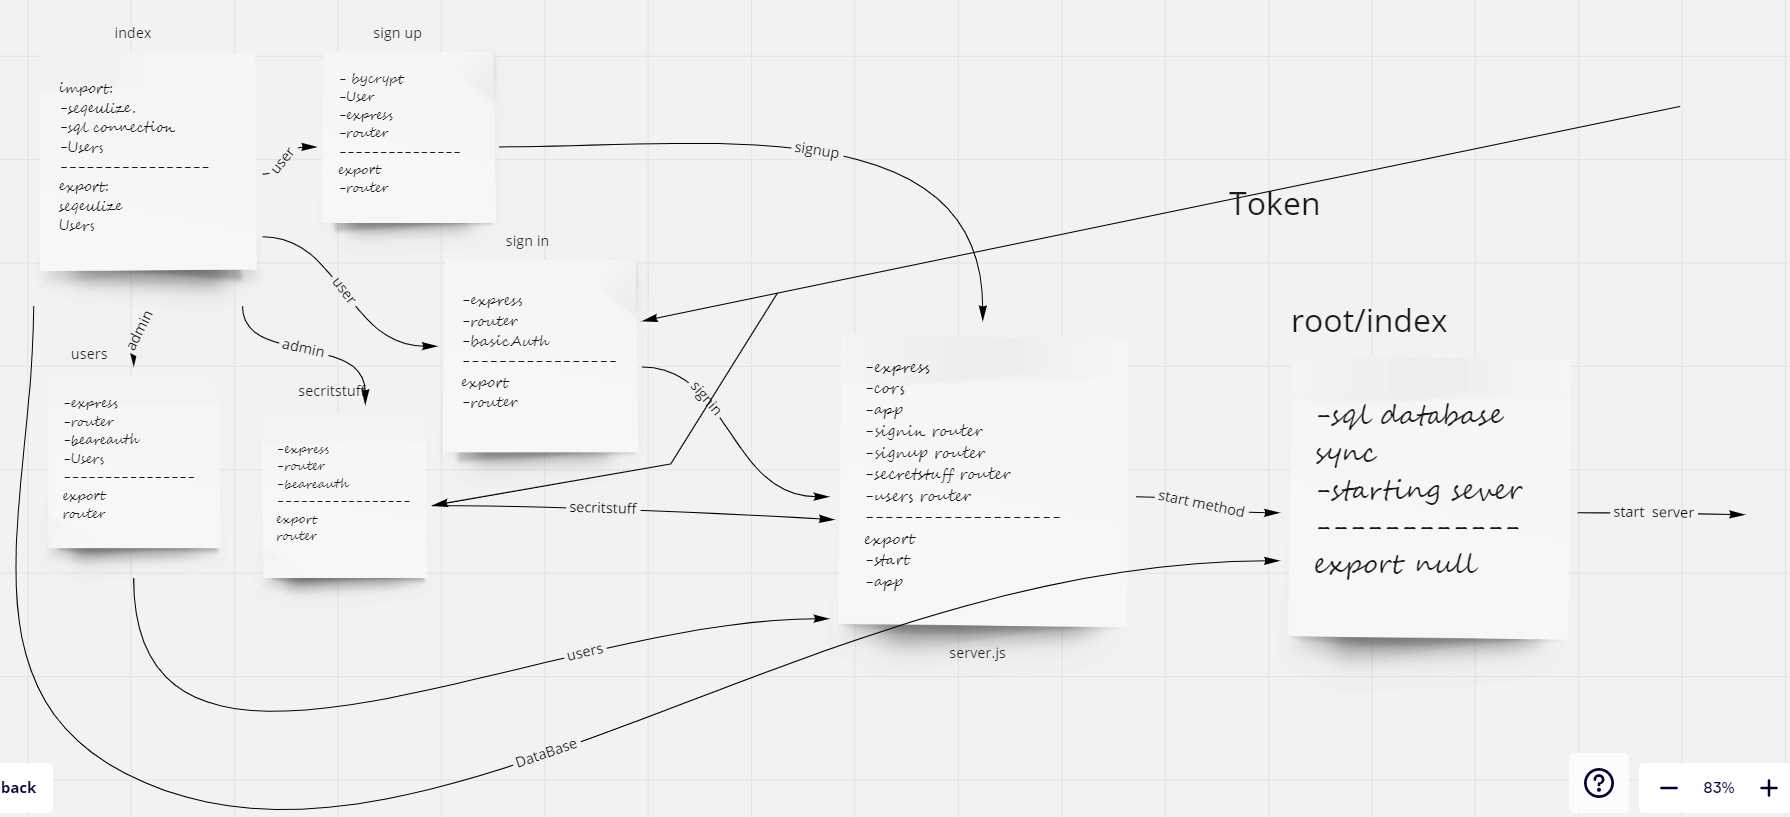 index
import:
-seqeulize.
-sql connection
-Users
----------------------
export:
seqeulize
Users
sign up
- bycrypt
-User
-express
-router
------------------
export
-router
user
signup
Token
sign in
-express
-router
-basicAuth
----------------------
export
-router
user
admin
admin
users
-express
-router
-beareauth
-Users
-------------------
export
router
secritstuff
-express
-router
-beareauth
-------------------
export
router
signin
secritstuff
-express
-cors
-app
-signin router
-signup router
-secretstuff router
-users router
---------------------------
export
-start
-app
server.js
start method
root/index
-sql database
sync
-starting sever
------------
export null
start server
users
DataBase
back
83%